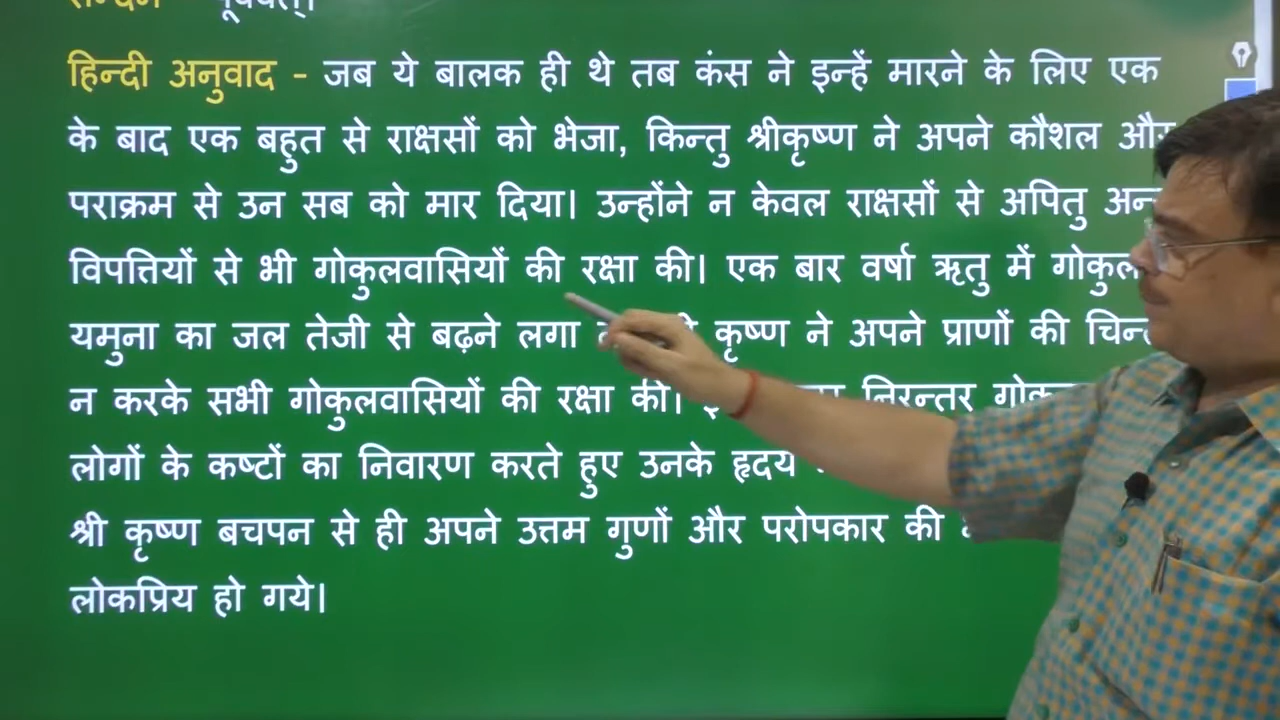 पूर्ववत्।
हिन्दी अनुवाद - जब ये बालक ही थे तब कंस ने इन्हें मारने के लिए एक
के बाद एक बहुत से राक्षसों को भेजा, किन्तु श्रीकृष्ण ने अपने कौशल और
पराक्रम से उन सब को मार दिया। उन्होंने न केवल राक्षसों से अपितु
विपत्तियों से भी गोकुलवासियों की रक्षा की। एक बार वर्षा ऋतु में गोकुल
यमुना का जल तेजी से बढ़ने लगा कृष्ण ने अपने प्राणों की
न करके सभी गोकुलवासियों की रक्षा की। निरन्तर
लोगों के कष्टों का निवारण करते हुए उनके हृदय
श्री कृष्ण बचपन से ही अपने उत्तम गुणों और परोपकार की
लोकप्रिय हो गये।